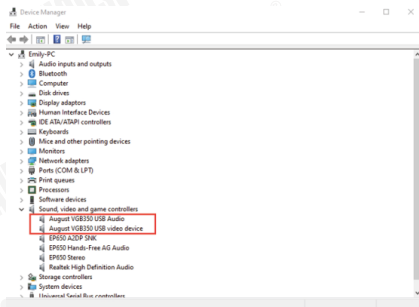 Device Manager
File Action View Help
Emily-PC
Audio inputs and outputs
Bluetooth
Computer
Disk drives
Display adaptors
Human Interface Devices
IDE ATA/ATAPI controllers
Keyboards
Mice and other pointing devices
Monitors
Network adapters
Ports (COM & LPT)
Print queues
Processors
Software devices
Sound, video and game controllers
August VGB350 USB Audio
August VGB350 USB video device
EP650 A2DP SNK
EP650 Hands-Free AG Audio
EP650 Stereo
Realtek High Definition Audio
Storage controllers
System devices
Universal Serial Bus controllers